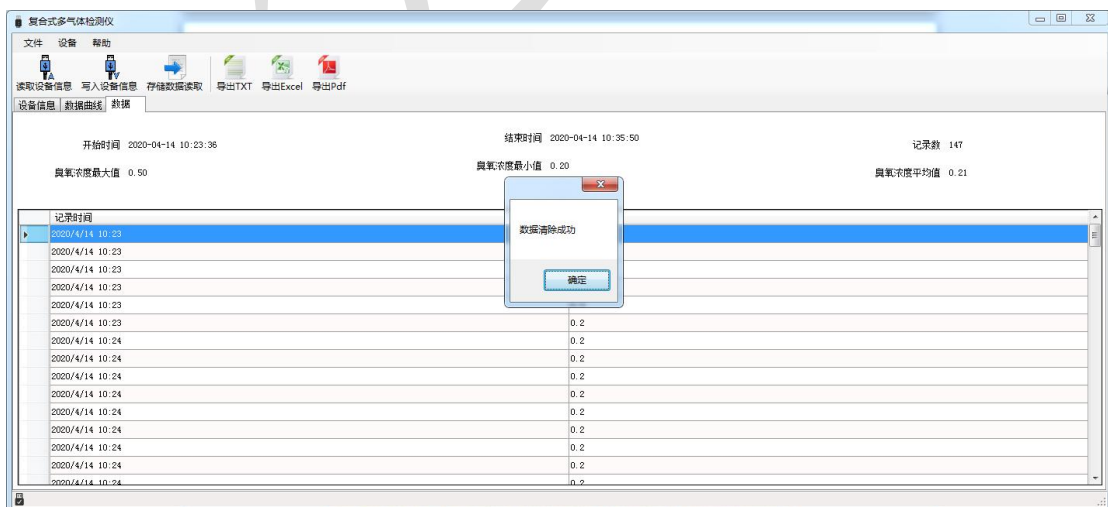 复合式多气体检测仪
文件 设备 帮助
读取设备信息 写入设备信息 存储数据读取 导出TXT 导出Excel 导出Pdf
设备信息 数据曲线 数据
开始时间 2020-04-14 10:23:36 结束时间 2020-04-14 10:35:50 记录数 147
臭氧浓度最大值 0.50 臭氧浓度最小值 0.20 臭氧浓度平均值 0.21
记录时间
2020/4/14 10:23
2020/4/14 10:23
2020/4/14 10:23
2020/4/14 10:23
2020/4/14 10:23
数据清除成功
确定
2020/4/14 10:23 0.2
2020/4/14 10:24 0.2
2020/4/14 10:24 0.2
2020/4/14 10:24 0.2
2020/4/14 10:24 0.2
2020/4/14 10:24 0.2
2020/4/14 10:24 0.2
2020/4/14 10:24 0.2
2020/4/14 10:24 0.2
2020/4/14 10:24 0.2